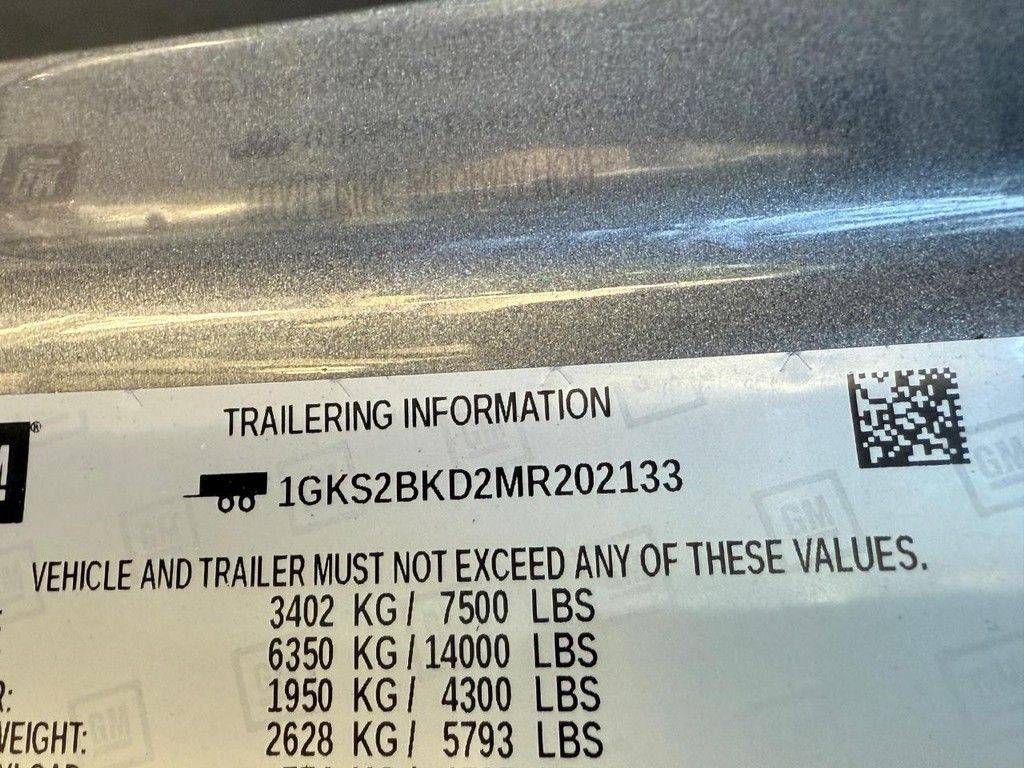 TRAILERING INFORMATION
1GKS2BKD2MR202133
VEHICLE AND TRAILER MUST NOT EXCEED ANY OF THESE VALUES.
3402 KG / 7500 LBS
6350 KG / 14000 LBS
R: 1950 KG / 4300 LBS
WEIGHT: 2628 KG / 5793 LBS